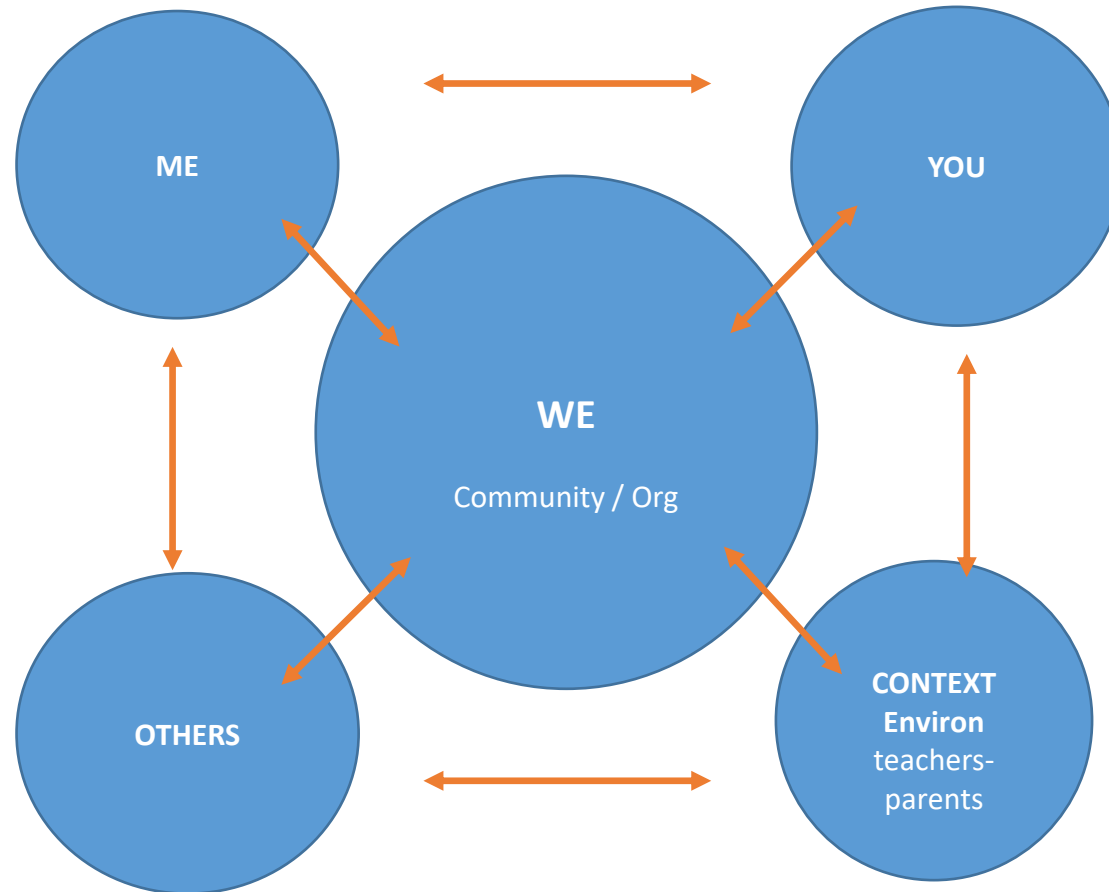 ME
YOU
WE
Community / Org
OTHERS
CONTEXT
Environ
teachers-
parents